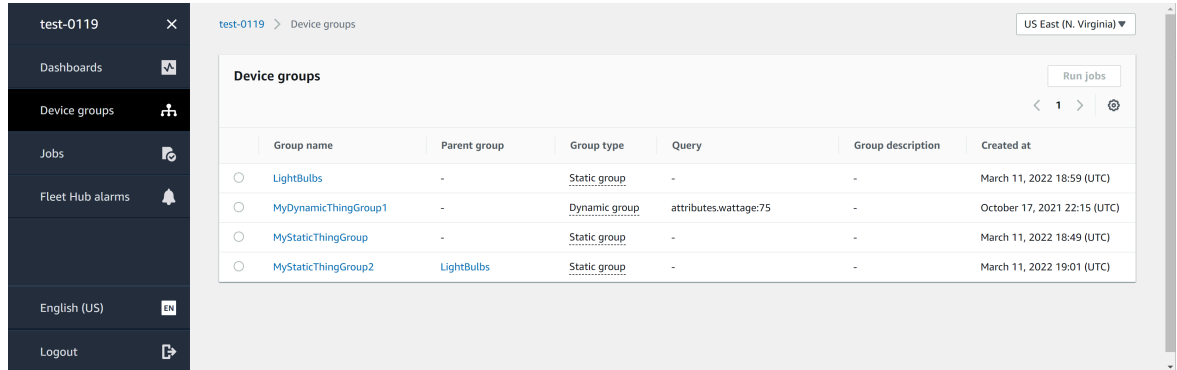 test-0119
Dashboards
Device groups
Jobs
Fleet Hub alarms
English (US) EN
Logout
test-0119 > Device groups
US East (N. Virginia)
Device groups
Run jobs
< 1 >
Group name Parent group Group type Query Group description Created at
LightBulbs - Static group - - March 11, 2022 18:59 (UTC)
MyDynamicThingGroup1 - Dynamic group attributes.wattage:75 - October 17, 2021 22:15 (UTC)
MyStaticThingGroup - Static group - - March 11, 2022 18:49 (UTC)
MyStaticThingGroup2 LightBulbs Static group - - March 11, 2022 19:01 (UTC)